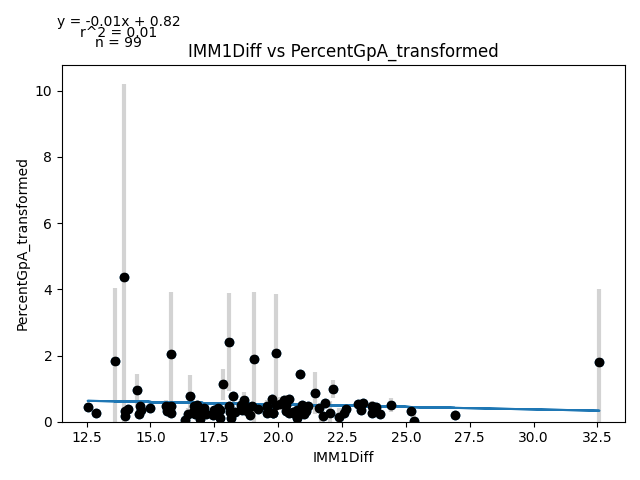 y = -0.01x + 0.82
r^2 = 0.01
n = 99
IMM1Diff vs PercentGpA_transformed
PercentGpA_transformed
10
8
6
4
2
0
12.5 15.0 17.5 20.0 22.5 25.0 27.5 30.0 32.5
IMM1Diff